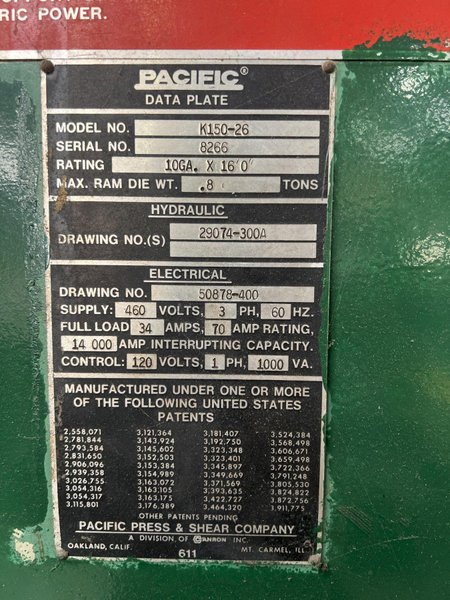 RIC POWER.
PACIFIC®
DATA PLATE
MODEL NO. K150-26
SERIAL NO. 8266
RATING 10GA. X 16'0"
MAX. RAM DIE WT. .8 TONS
HYDRAULIC
DRAWING NO.(S) 29074-300A
ELECTRICAL
DRAWING NO. 50878-400
SUPPLY: 460 VOLTS, 3 PH, 60 HZ.
FULL LOAD 34 AMPS, 70 AMP RATING,
14 000 AMP INTERRUPTING CAPACITY.
CONTROL: 120 VOLTS, 1 PH, 1000 VA.
MANUFACTURED UNDER ONE OR MORE
OF THE FOLLOWING UNITED STATES
PATENTS
2,558,071 3,121,364 3,181,407 3,524,384
2,781,844 3,143,924 3,192,750 3,568,498
2,793,584 3,145,602 3,323,348 3,606,671
2,831,650 3,152,503 3,323,401 3,659,498
2,906,096 3,153,384 3,345,897 3,722,366
2,939,358 3,154,989 3,349,669 3,791,248
3,026,755 3,163,072 3,371,569 3,805,530
3,054,316 3,163,105 3,393,635 3,824,822
3,054,317 3,163,175 3,422,727 3,872,756
3,115,801 3,176,389 3,464,320 1,911,775
OTHER PATENTS PENDING
PACIFIC PRESS & SHEAR COMPANY
A DIVISION OF CANRON INC.
OAKLAND, CALIF. 611 MT. CARMEL, ILL.